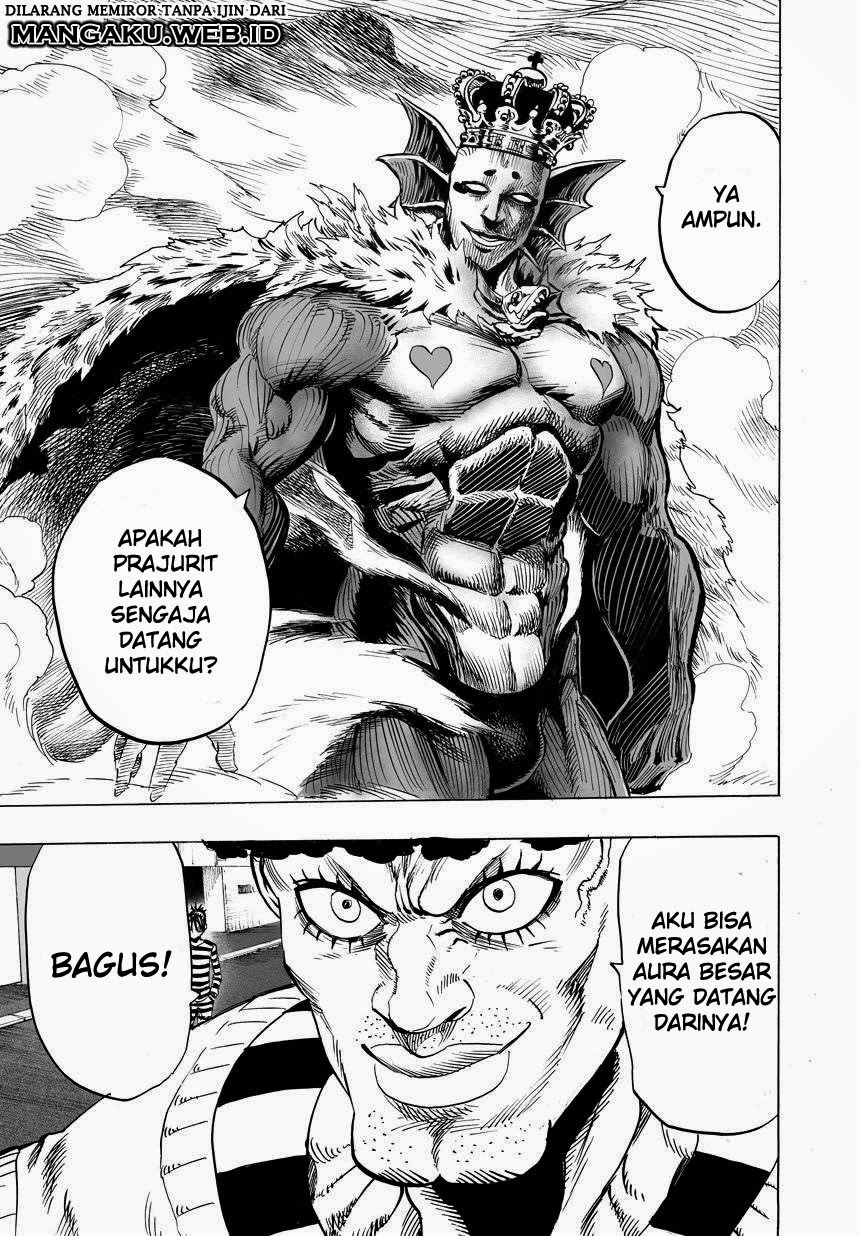 DILARANG MEMIROR TANPA IJIN DARI
MANGAKU.WEB.ID
YA
AMPUN.
APAKAH
PRAJURIT
LAINNYA
SENGAJA
DATANG
UNTUKKU?
AKU BISA
MERASAKAN
AURA BESAR
YANG DATANG
DARINYA!
BAGUS!